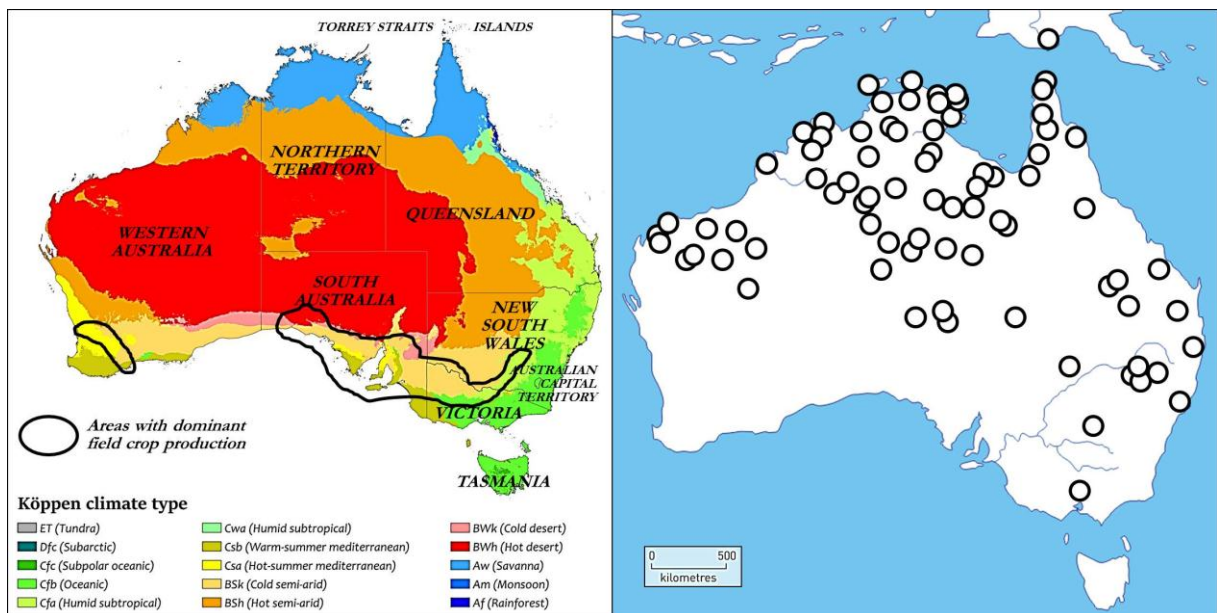 TORREY STRAITS ISLANDS
NORTHERN
TERRITORY
QUEENSLAND
WESTERN
AUSTRALIA
SOUTH
AUSTRALIA
NEW
SOUTH
WALES
AUSTRALIAN
CAPITAL
TERRITORY
VICTORIA
TASMANIA
Areas with dominant
field crop production
Köppen climate type
ET (Tundra)
Dfc (Subarctic)
Cfc (Subpolar oceanic)
Cfb (Oceanic)
Cfa (Humid subtropical)
Cwa (Humid subtropical)
Csb (Warm-summer mediterranean)
Csa (Hot-summer mediterranean)
BSk (Cold semi-arid)
BSh (Hot semi-arid)
BWk (Cold desert)
BWh (Hot desert)
Aw (Savanna)
Am (Monsoon)
Af (Rainforest)
0 500
kilometres